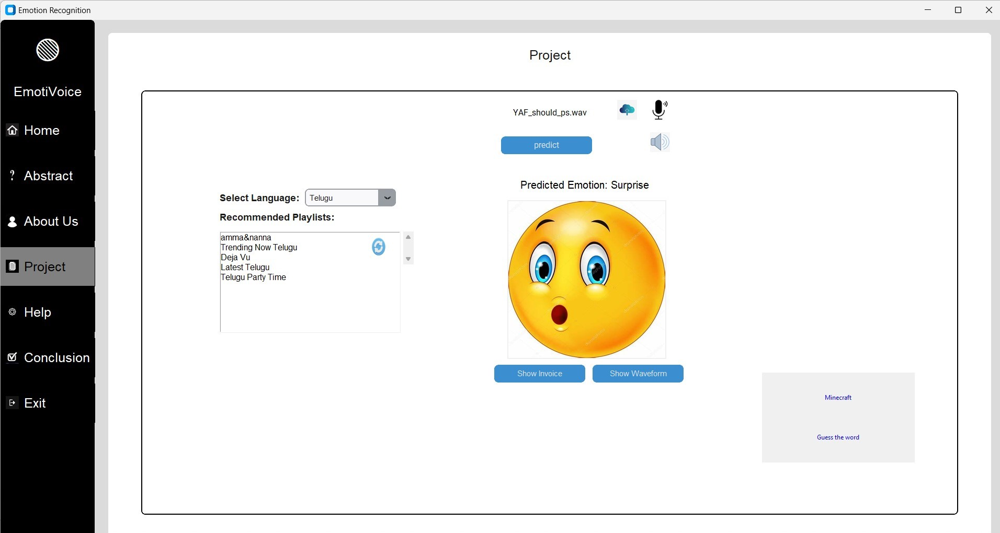 Emotion Recognition
EmotiVoice
Home
Abstract
About Us
Project
Help
Conclusion
Exit
Project
YAF_should_ps.wav
predict
Select Language: Telugu
Recommended Playlists:
amma&nanna
Trending Now Telugu
Deja Vu
Latest Telugu
Telugu Party Time
Predicted Emotion: Surprise
Show Invoice
Show Waveform
Minecraft
Guess the word